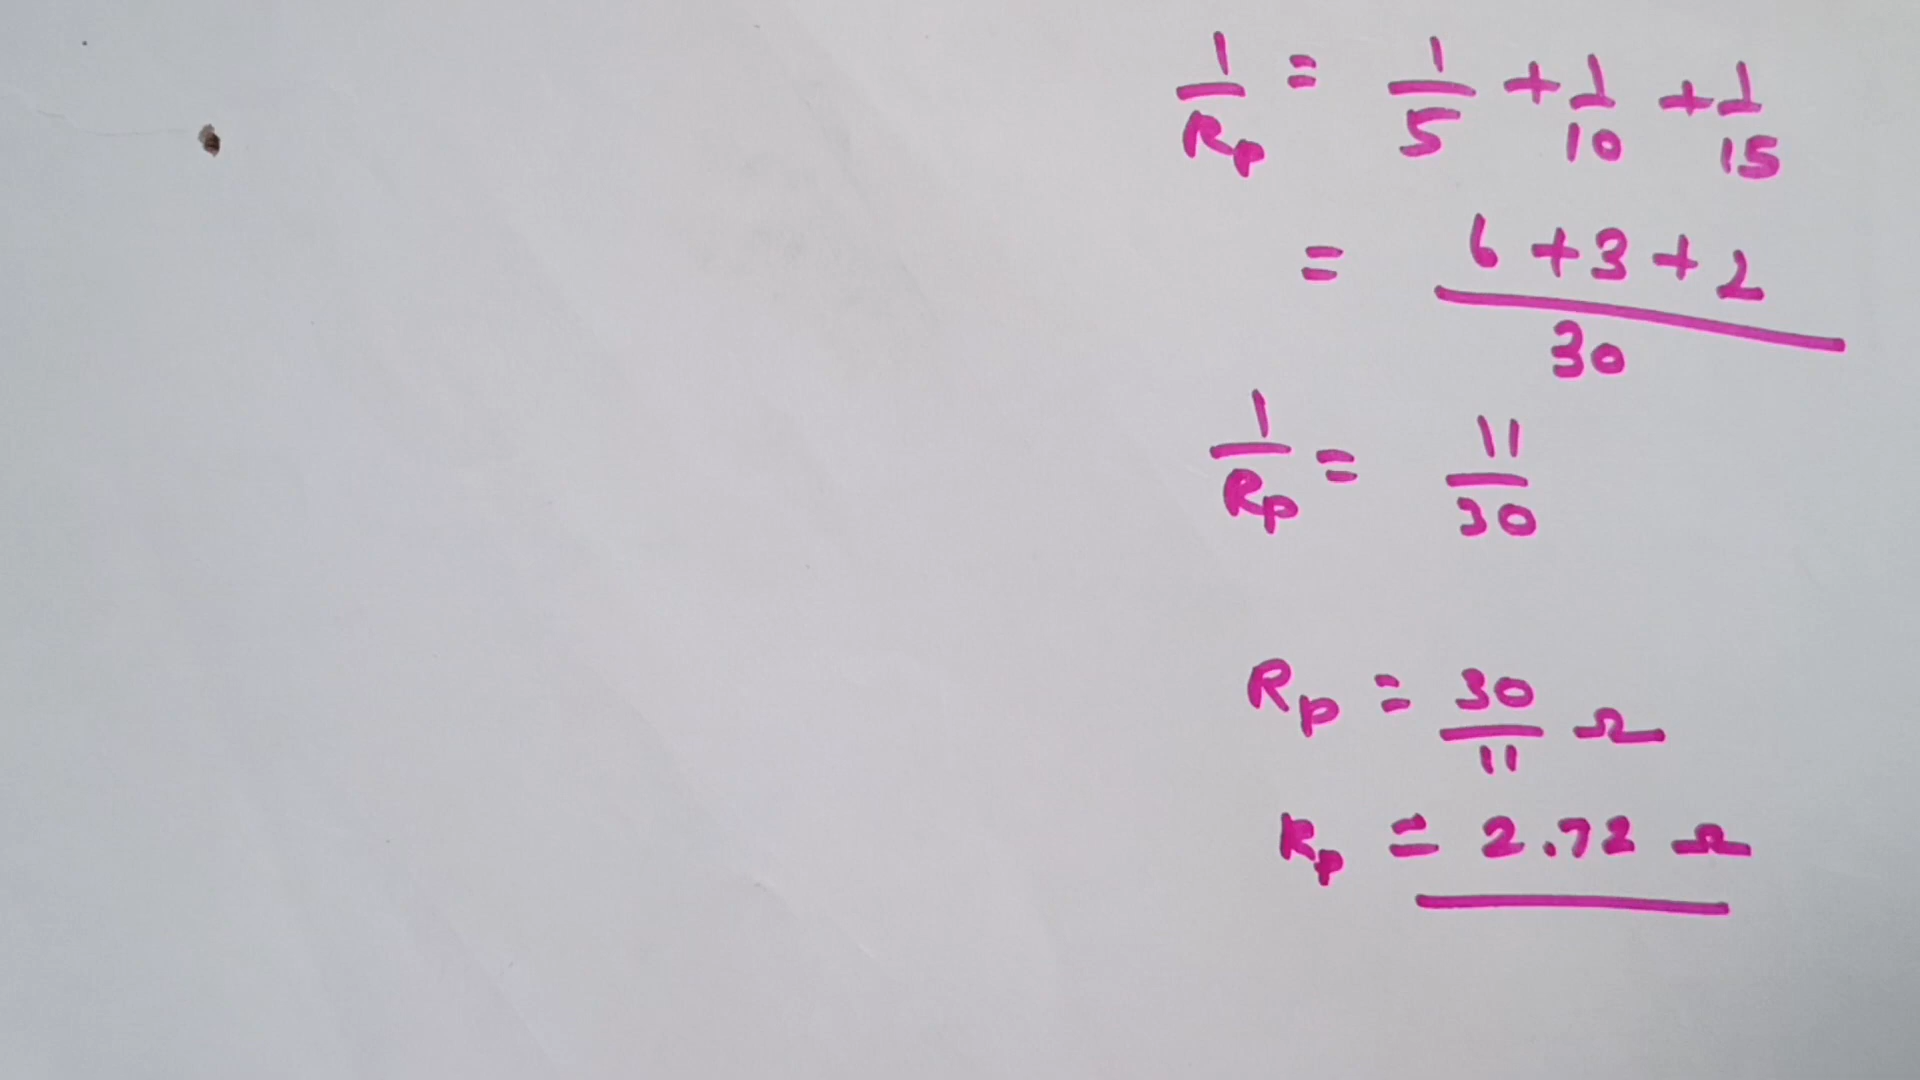 1/Rp = 1/5 + 1/10 + 1/15
= 6+3+2/30
1/Rp = 11/30
Rp = 30/11 Ω
Rp = 2.72 Ω